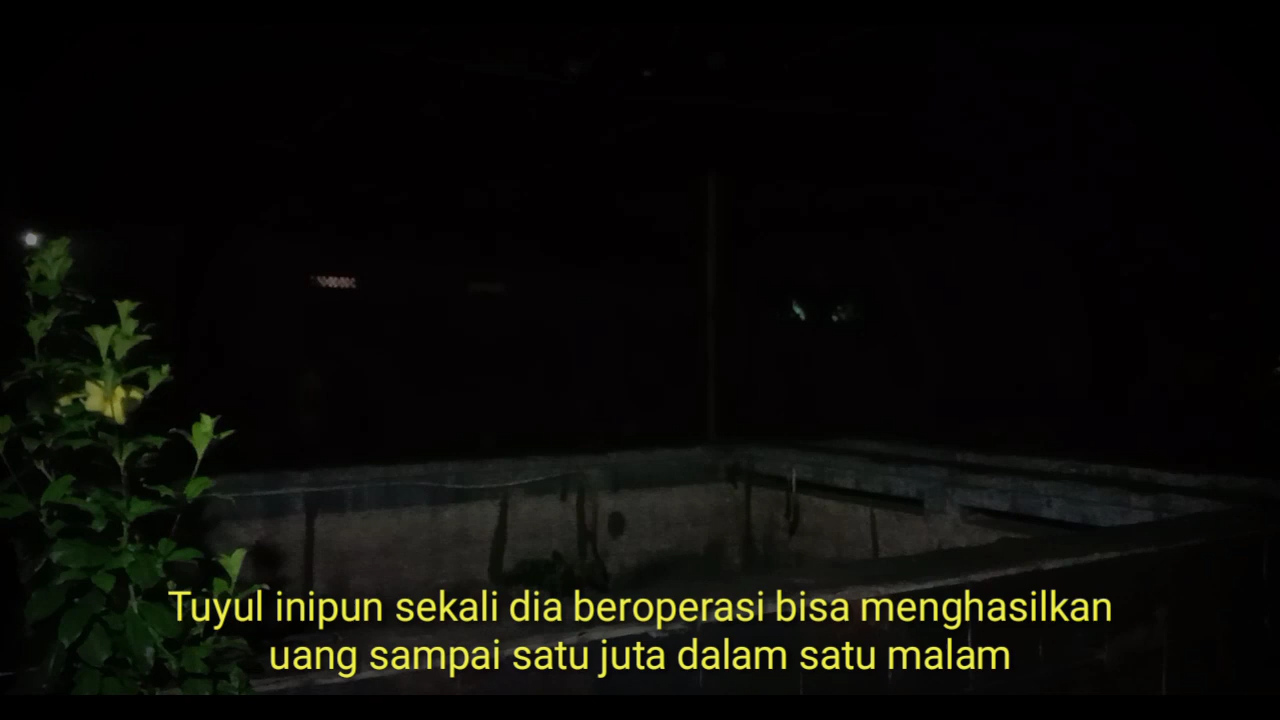 Tuyul inipun sekali dia beroperasi bisa menghasilkan
uang sampai satu juta dalam satu malam